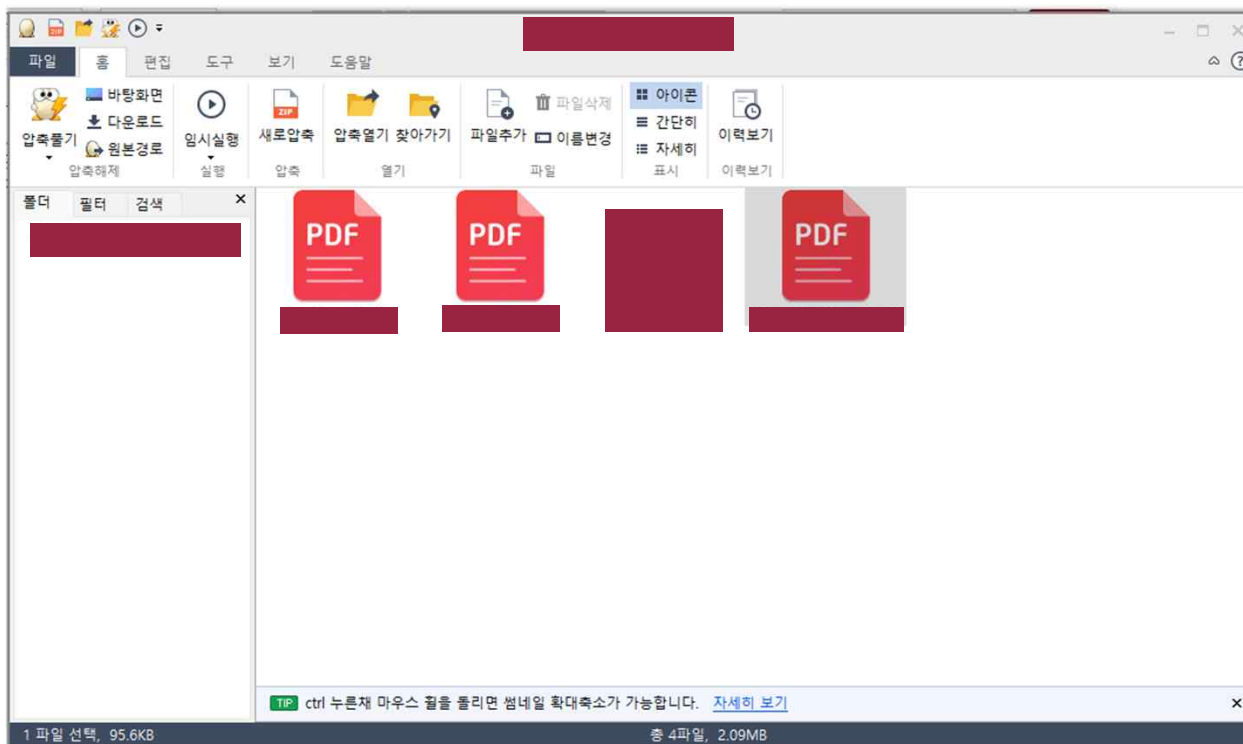 ZIP
파일 홈 편집 도구 보기 도움말
바탕화면
다운로드
원본경로
압축풀기
압축해제
임시실행
실행
ZIP
새로압축
압축
압축열기 찾아가기
열기
파일추가
파일삭제
이름변경
파일
아이콘
간단히
자세히
표시
이력보기
이력보기
폴더 필터 검색
PDF PDF PDF
TIP ctrl 누른채 마우스 휠을 돌리면 썸네일 확대축소가 가능합니다. 자세히 보기
1 파일 선택, 95.6KB 총 4파일, 2.09MB